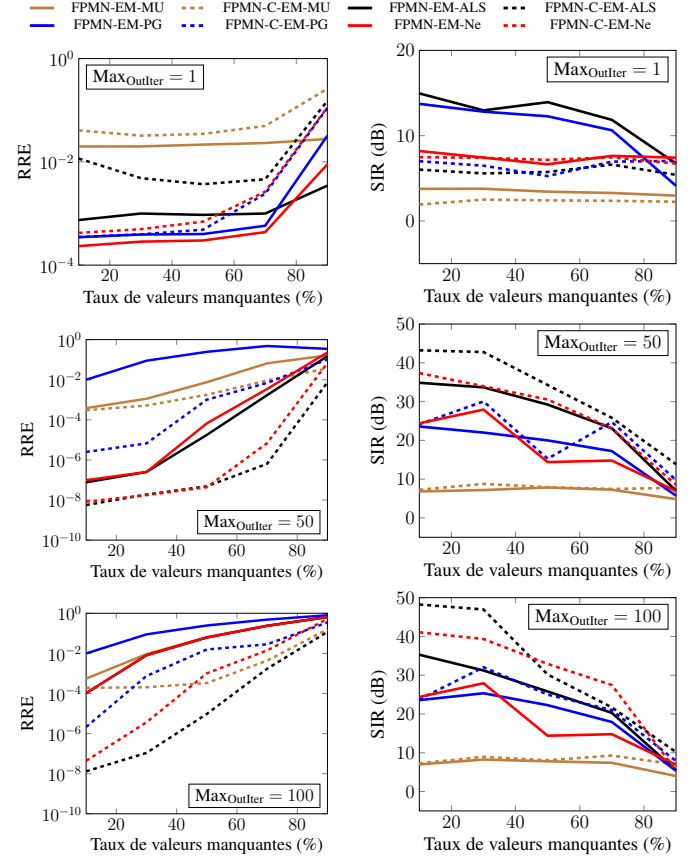 FPMN-EM-MU FPMN-C-EM-MU FPMN-EM-ALS FPMN-C-EM-ALS
FPMN-EM-PG FPMN-C-EM-PG FPMN-EM-Ne FPMN-C-EM-Ne
Max_OutIter = 1
RRE
10^0
10^−2
10^−4
20 40 60 80
Taux de valeurs manquantes (%)
Max_OutIter = 1
SIR (dB)
20
10
0
20 40 60 80
Taux de valeurs manquantes (%)
Max_OutIter = 50
RRE
10^0
10^−2
10^−4
10^−6
10^−8
10^−10
20 40 60 80
Taux de valeurs manquantes (%)
Max_OutIter = 50
SIR (dB)
50
40
30
20
10
0
20 40 60 80
Taux de valeurs manquantes (%)
Max_OutIter = 100
RRE
10^0
10^−2
10^−4
10^−6
10^−8
10^−10
20 40 60 80
Taux de valeurs manquantes (%)
Max_OutIter = 100
SIR (dB)
50
40
30
20
10
0
20 40 60 80
Taux de valeurs manquantes (%)